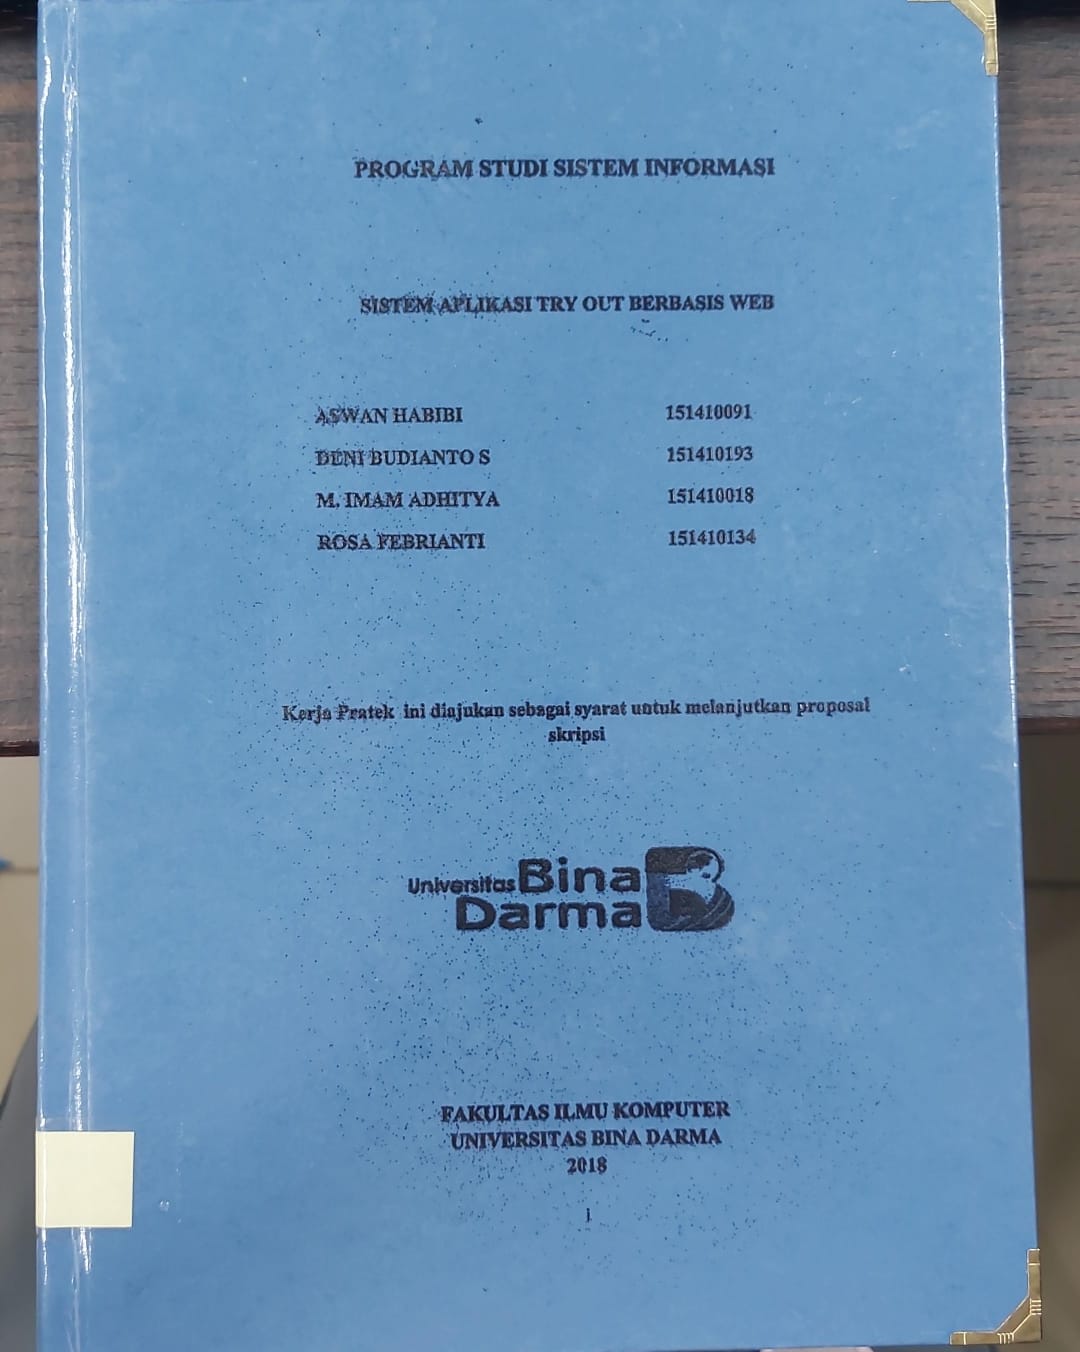 PROGRAM STUDI SISTEM INFORMASI
SISTEM APLIKASI TRY OUT BERBASIS WEB
ASWAN HABIBI 151410091
DENI BUDIANTO S 151410193
M. IMAM ADHITYA 151410018
ROSA FEBRIANTI 151410134
Kerja Pratek ini diajukan sebagai syarat untuk melanjutkan proposal
skripsi
Universitas Bina
Darma
FAKULTAS ILMU KOMPUTER
UNIVERSITAS BINA DARMA
2018
i